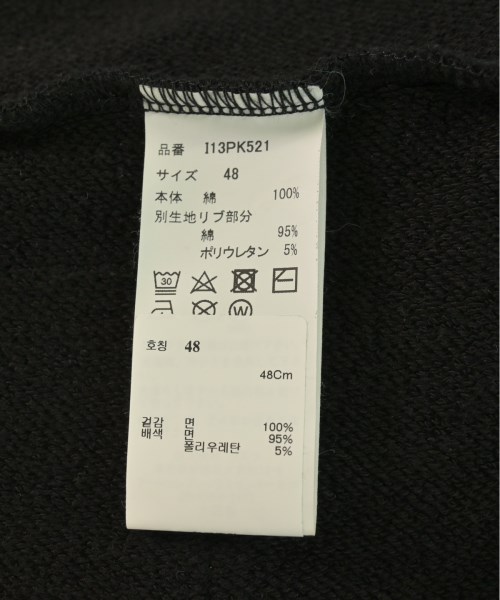 品番 I13PK521
サイズ 48
本体 綿 100%
別生地リブ部分
綿 95%
ポリウレタン 5%
30
W
호칭 48
48Cm
겉감 면 100%
배색 면 95%
폴리우레탄 5%